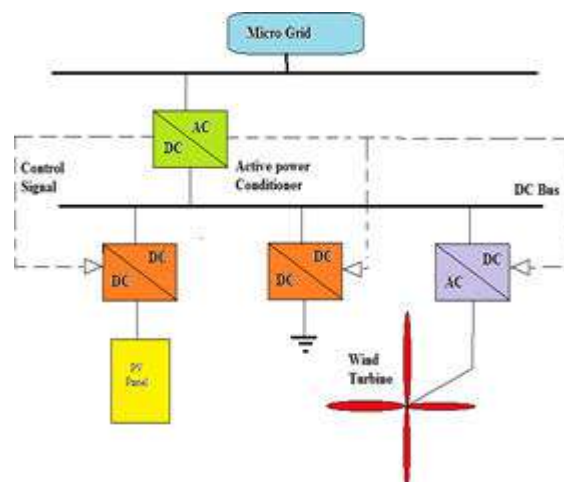 Micro Grid
AC
DC
Control
Signal
Active power
Conditioner
DC Bus
DC
DC
DC
DC
DC
AC
PV
Panel
Wind
Turbine